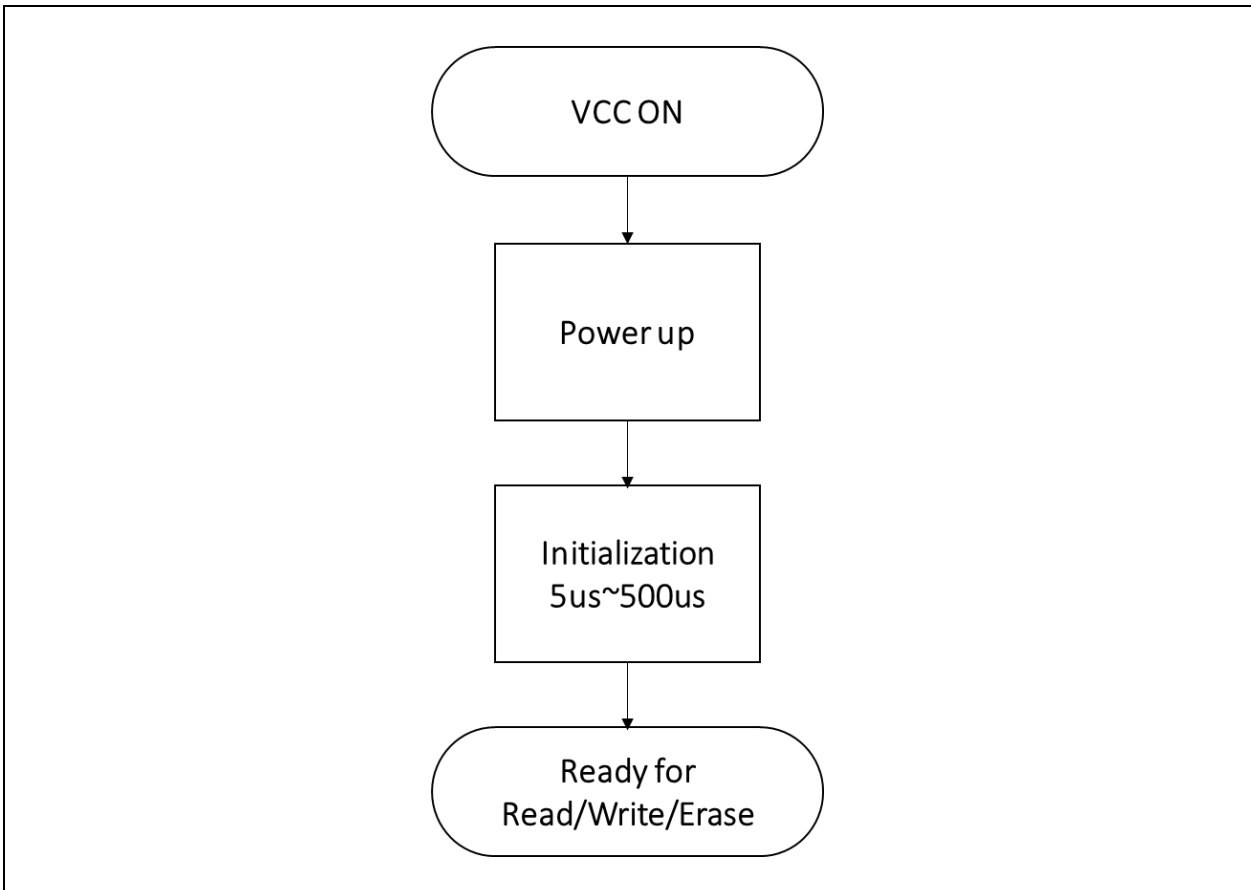 VCC ON
Power up
Initialization
5us~500us
Ready for
Read/Write/Erase